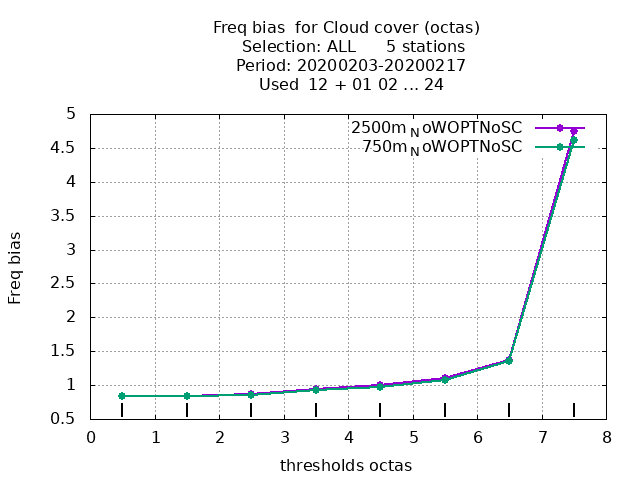 Freq bias  for Cloud cover (octas)
Selection: ALL      5 stations
Period: 20200203-20200217
Used  12 + 01 02 ... 24
2500m_NoWOPTNoSC
750m_NoWOPTNoSC
5
4.5
4
3.5
3
2.5
2
1.5
1
0.5
Freq bias
0 1 2 3 4 5 6 7 8
thresholds octas